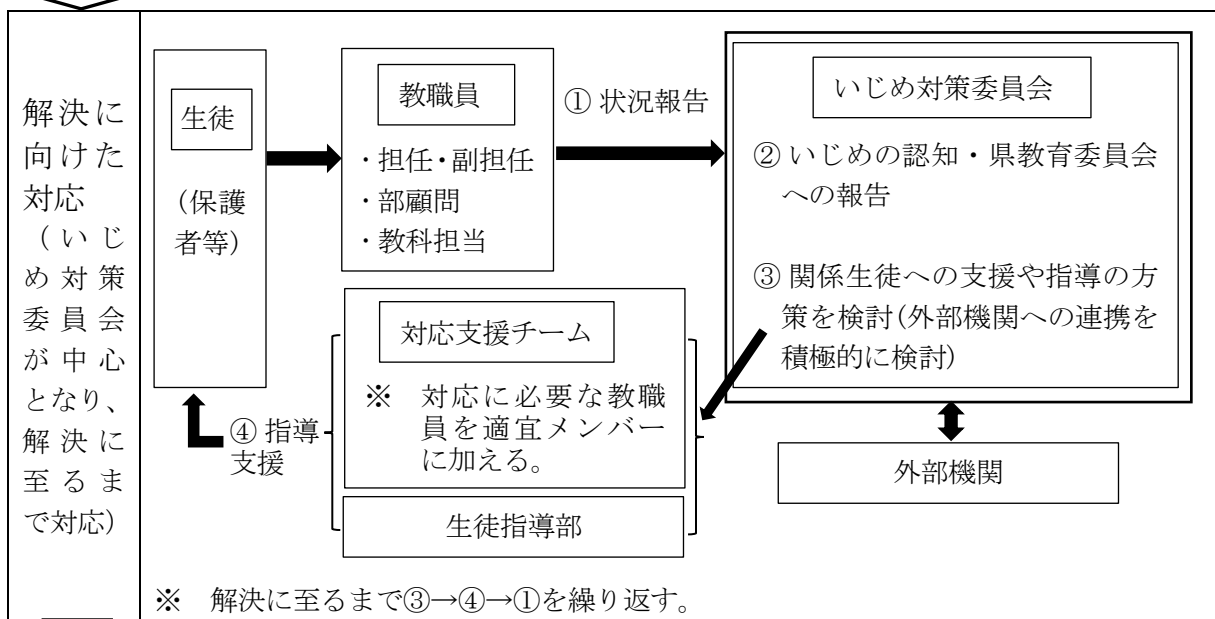 解決に
向けた
対応
（いじ
め対策
委員会
が中心
となり、
解決に
至るま
で対応）
生徒
（保護
者等）
教職員
・担任・副担任
・部顧問
・教科担当
① 状況報告
いじめ対策委員会
② いじめの認知・県教育委員会
への報告
③ 関係生徒への支援や指導の方
策を検討(外部機関への連携を
積極的に検討)
対応支援チーム
※ 対応に必要な教職
員を適宜メンバー
に加える。
④ 指導
支援
生徒指導部
外部機関
※ 解決に至るまで③→④→①を繰り返す。